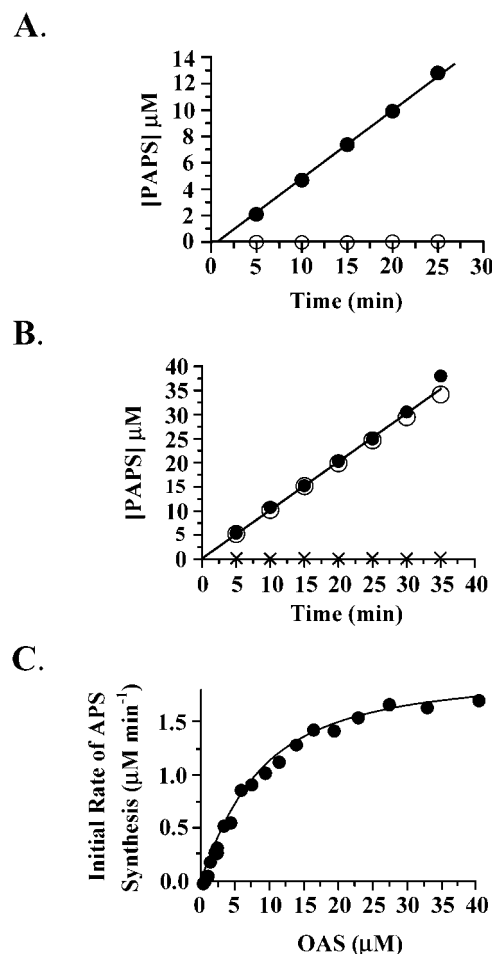 A.
[PAPS] μM
14
12
10
8
6
4
2
0
0 5 10 15 20 25 30
Time (min)
B.
[PAPS] μM
40
35
30
25
20
15
10
5
0
0 5 10 15 20 25 30 35 40
Time (min)
C.
Initial Rate of APS
Synthesis (μM min⁻¹)
1.5
1.0
0.5
0.0
5 10 15 20 25 30 35 40
OAS (μM)